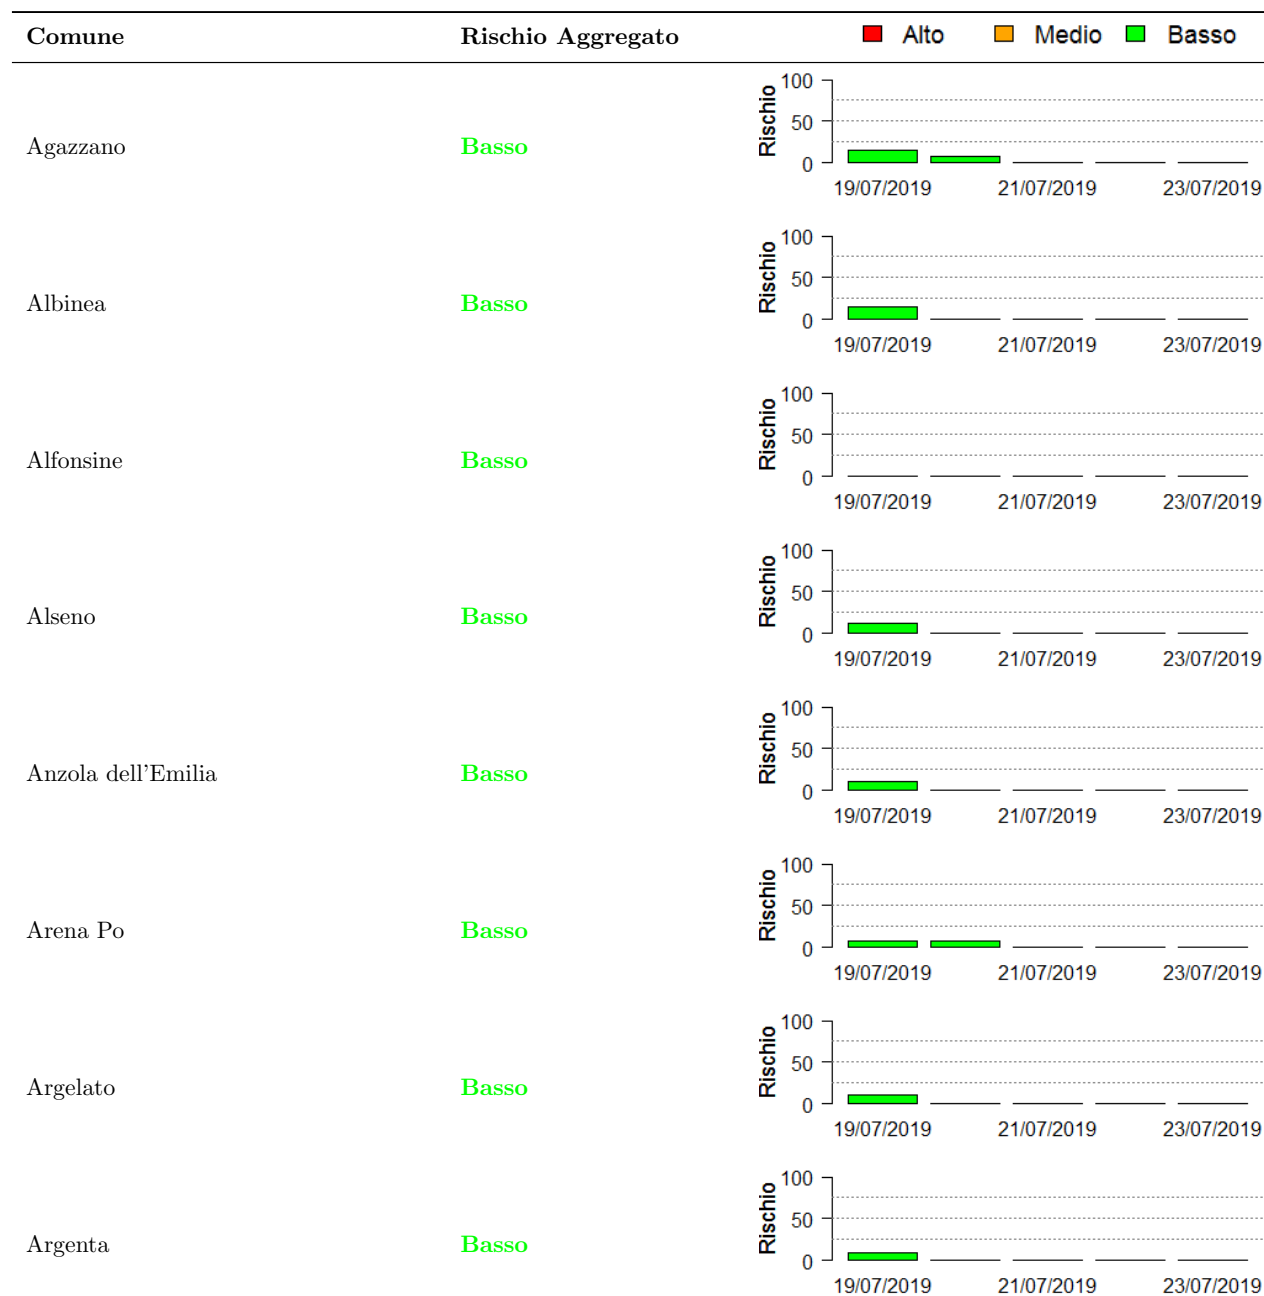 Comune Rischio Aggregato Alto Medio Basso
100
Rischio
50
Agazzano Basso
0
19/07/2019 21/07/2019 23/07/2019
100
Rischio
50
Albinea Basso
0
19/07/2019 21/07/2019 23/07/2019
100
Rischio
50
Alfonsine Basso
0
19/07/2019 21/07/2019 23/07/2019
100
Rischio
50
Alseno Basso
0
19/07/2019 21/07/2019 23/07/2019
100
Rischio
50
Anzola dell'Emilia Basso
0
19/07/2019 21/07/2019 23/07/2019
100
Rischio
50
Arena Po Basso
0
19/07/2019 21/07/2019 23/07/2019
100
Rischio
50
Argelato Basso
0
19/07/2019 21/07/2019 23/07/2019
100
Rischio
50
Argenta Basso
0
19/07/2019 21/07/2019 23/07/2019